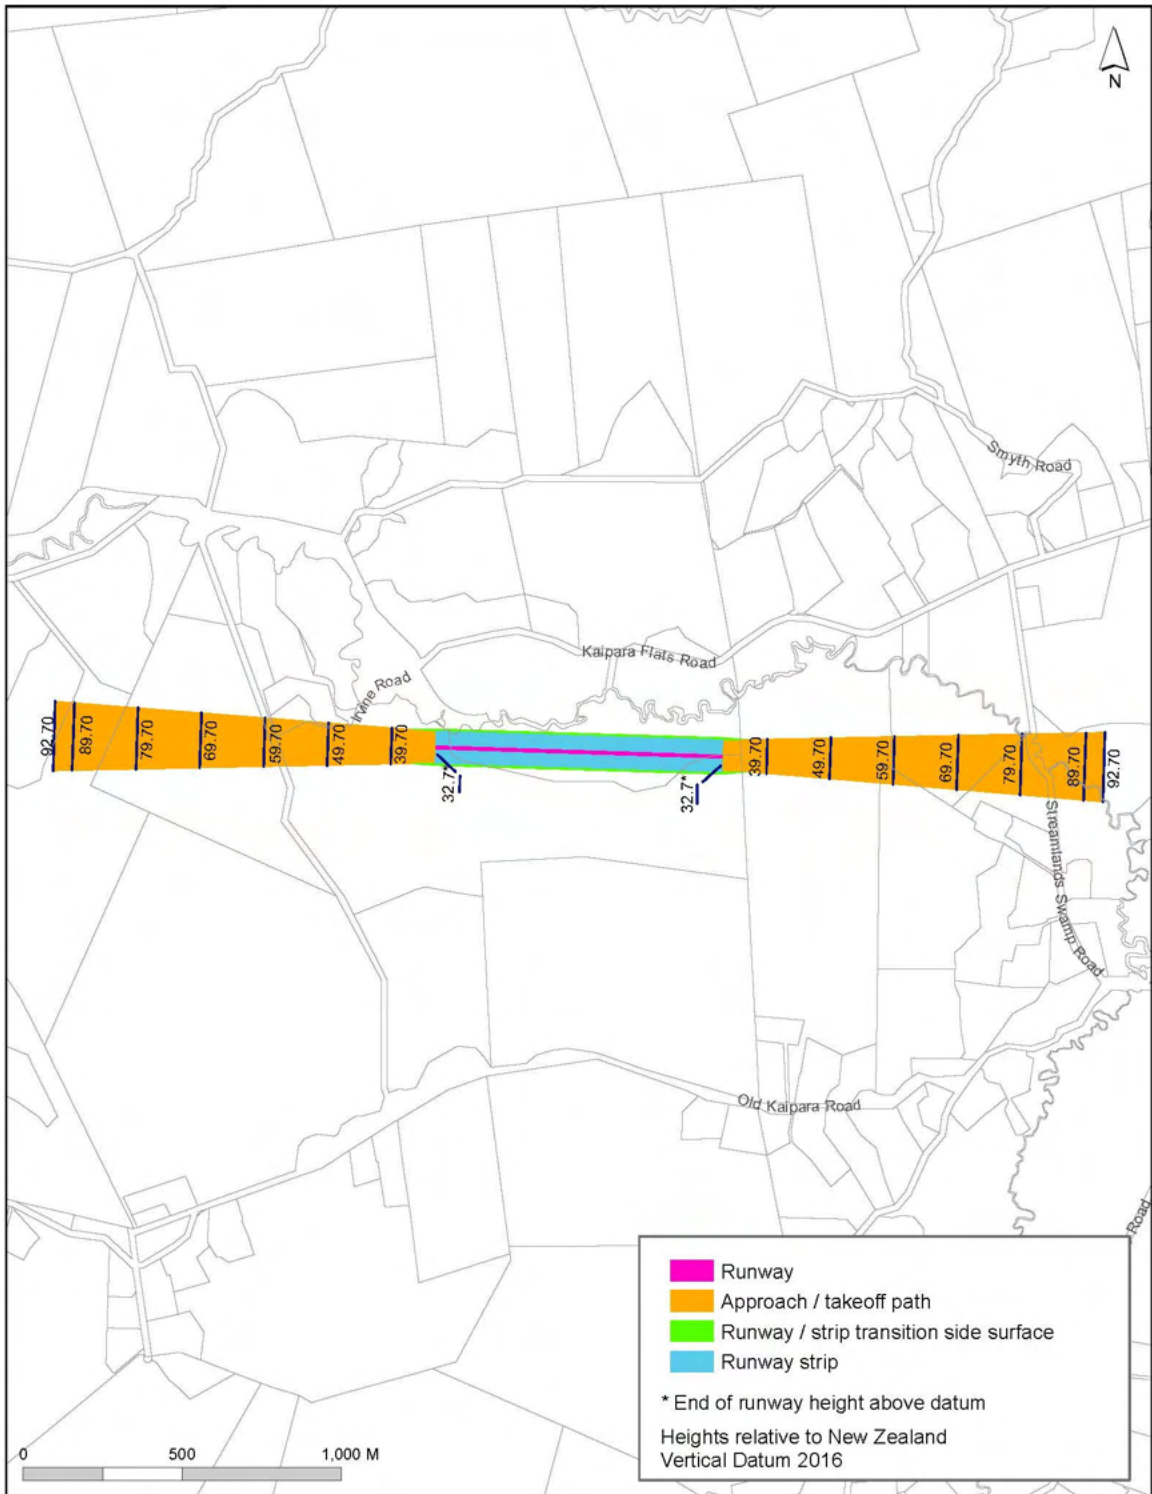 N
Smyth Road
Kaipara Flats Road
Irvine Road
92.70
89.70
79.70
69.70
59.70
49.70
39.70
32.7*
32.7*
39.70
49.70
59.70
69.70
79.70
89.70
92.70
Streamlands Swamp Road
Old Kaipara Road
Road
Runway
Approach / takeoff path
Runway / strip transition side surface
Runway strip
* End of runway height above datum
Heights relative to New Zealand
Vertical Datum 2016
0 500 1,000 M